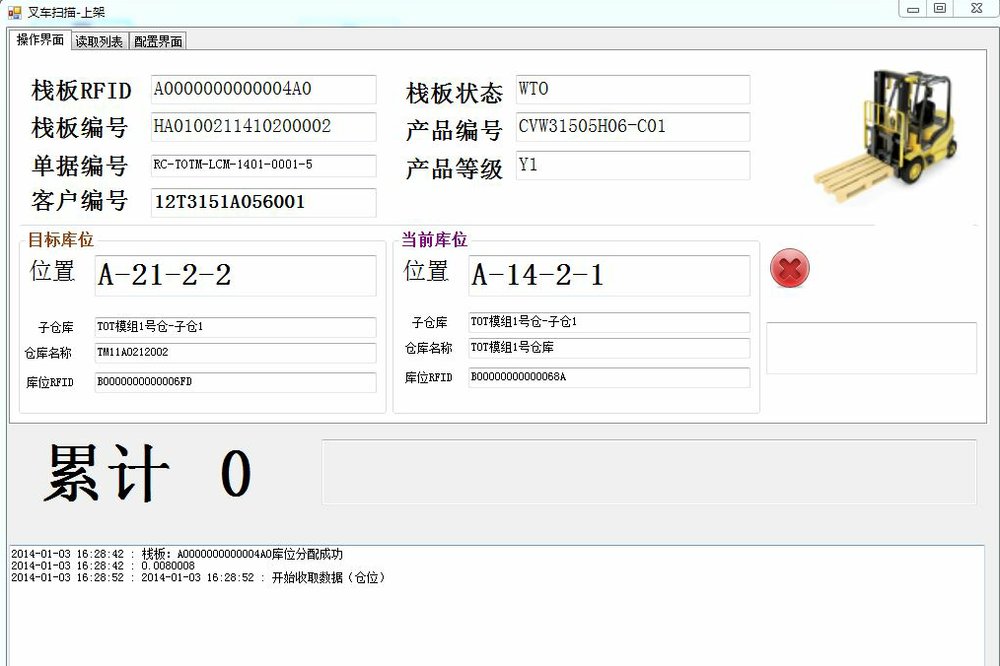 叉车扫描-上架
操作界面 读取列表 配置界面
栈板RFID A0000000000004A0 栈板状态 WTO
栈板编号 HA0100211410200002 产品编号 CVW31505H06-C01
单据编号 RC-TOTM-LCM-1401-0001-5 产品等级 Y1
客户编号 12T3151A056001
目标库位 当前库位
位置 A-21-2-2 位置 A-14-2-1
子仓库 TOT模组1号仓-子仓1 子仓库 TOT模组1号仓-子仓1
仓库名称 TM11A0212002 仓库名称 TOT模组1号仓库
库位RFID B0000000000006FD 库位RFID B00000000000068A
累计 0
2014-01-03 16:28:42 : 栈板: A0000000000004A0库位分配成功
2014-01-03 16:28:42 : 0.0080008
2014-01-03 16:28:52 : 2014-01-03 16:28:52 : 开始收取数据（仓位）